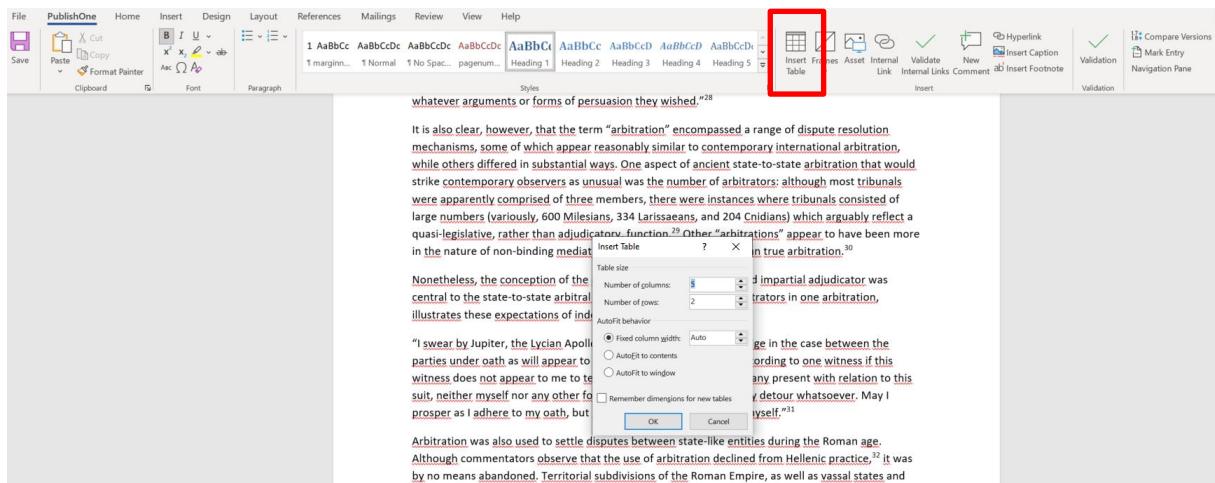 File PublishOne Home Insert Design Layout References Mailings Review View Help
Save
Paste
Cut
Copy
Format Painter
Clipboard
B I U ab
x² x₂
ABC Ω A
Font
Paragraph
1 AaBbCc AaBbCcDc AaBbCcDc AaBbCcDc AaBbCc AaBbCc AaBbCcD AaBbCcD AaBbCcDc
¶ marginn... ¶ Normal ¶ No Spac... pagenum... Heading 1 Heading 2 Heading 3 Heading 4 Heading 5
Styles
Insert Table
Frames
Asset
Internal Link
Validate Internal Links
New Comment
Hyperlink
Insert Caption
ab Insert Footnote
Insert
Validation
Validation
Compare Versions
Mark Entry
Navigation Pane
whatever arguments or forms of persuasion they wished."28
It is also clear, however, that the term "arbitration" encompassed a range of dispute resolution
mechanisms, some of which appear reasonably similar to contemporary international arbitration,
while others differed in substantial ways. One aspect of ancient state-to-state arbitration that would
strike contemporary observers as unusual was the number of arbitrators: although most tribunals
were apparently comprised of three members, there were instances where tribunals consisted of
large numbers (variously, 600 Milesians, 334 Larissaeans, and 204 Cnidians) which arguably reflect a
quasi-legislative, rather than adjudicatory, function.29 Other "arbitrations" appear to have been more
in the nature of non-binding mediat n true arbitration.30
Nonetheless, the conception of the d impartial adjudicator was
central to the state-to-state arbitral trators in one arbitration,
illustrates these expectations of ind
"I swear by Jupiter, the Lycian Apoll ge in the case between the
parties under oath as will appear to ording to one witness if this
witness does not appear to me to te any present with relation to this
suit, neither myself nor any other fo y detour whatsoever. May I
prosper as I adhere to my oath, but yself."31
Arbitration was also used to settle disputes between state-like entities during the Roman age.
Although commentators observe that the use of arbitration declined from Hellenic practice,32 it was
by no means abandoned. Territorial subdivisions of the Roman Empire, as well as vassal states and
Insert Table ? ×
Table size
Number of columns: 5
Number of rows: 2
AutoFit behavior
Fixed column width: Auto
AutoFit to contents
AutoFit to window
Remember dimensions for new tables
OK Cancel